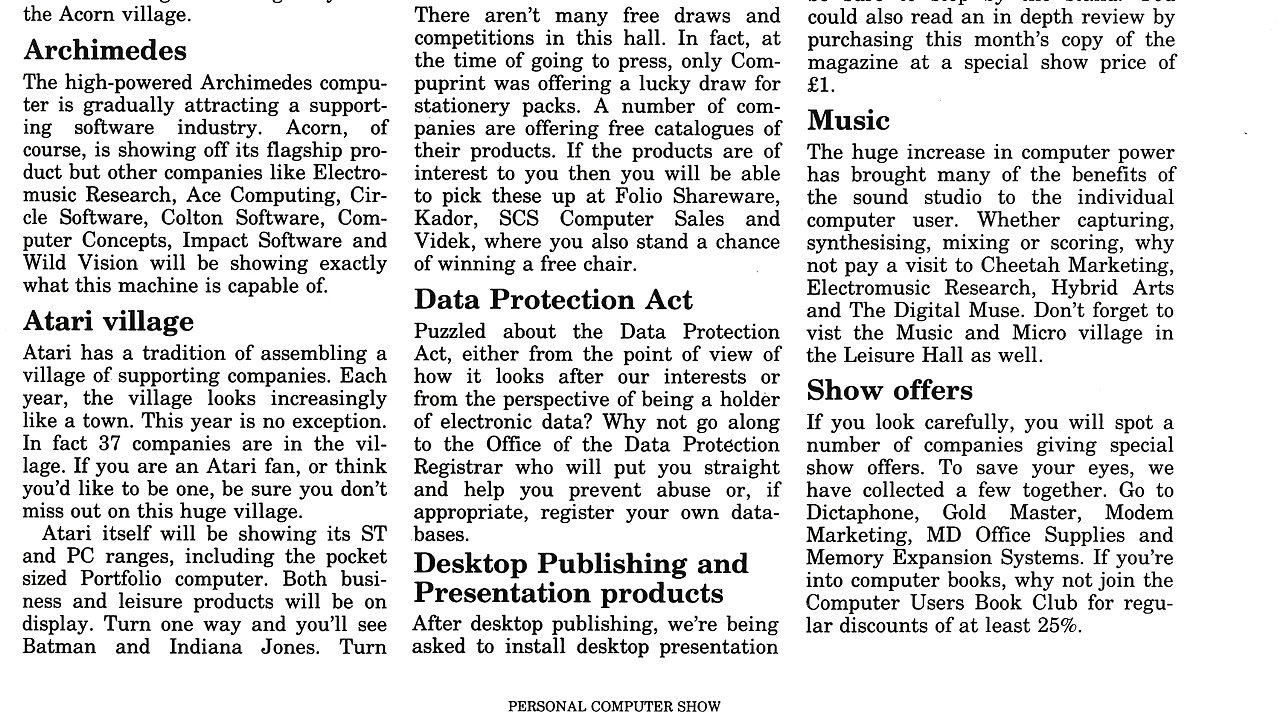 the Acorn village.
Archimedes
The high-powered Archimedes compu-
ter is gradually attracting a support-
ing software industry. Acorn, of
course, is showing off its flagship pro-
duct but other companies like Electro-
music Research, Ace Computing, Cir-
cle Software, Colton Software, Com-
puter Concepts, Impact Software and
Wild Vision will be showing exactly
what this machine is capable of.
Atari village
Atari has a tradition of assembling a
village of supporting companies. Each
year, the village looks increasingly
like a town. This year is no exception.
In fact 37 companies are in the vil-
lage. If you are an Atari fan, or think
you'd like to be one, be sure you don't
miss out on this huge village.
Atari itself will be showing its ST
and PC ranges, including the pocket
sized Portfolio computer. Both busi-
ness and leisure products will be on
display. Turn one way and you'll see
Batman and Indiana Jones. Turn
There aren't many free draws and
competitions in this hall. In fact, at
the time of going to press, only Com-
puprint was offering a lucky draw for
stationery packs. A number of com-
panies are offering free catalogues of
their products. If the products are of
interest to you then you will be able
to pick these up at Folio Shareware,
Kador, SCS Computer Sales and
Videk, where you also stand a chance
of winning a free chair.
Data Protection Act
Puzzled about the Data Protection
Act, either from the point of view of
how it looks after our interests or
from the perspective of being a holder
of electronic data? Why not go along
to the Office of the Data Protection
Registrar who will put you straight
and help you prevent abuse or, if
appropriate, register your own data-
bases.
Desktop Publishing and
Presentation products
After desktop publishing, we're being
asked to install desktop presentation
could also read an in depth review by
purchasing this month's copy of the
magazine at a special show price of
£1.
Music
The huge increase in computer power
has brought many of the benefits of
the sound studio to the individual
computer user. Whether capturing,
synthesising, mixing or scoring, why
not pay a visit to Cheetah Marketing,
Electromusic Research, Hybrid Arts
and The Digital Muse. Don't forget to
vist the Music and Micro village in
the Leisure Hall as well.
Show offers
If you look carefully, you will spot a
number of companies giving special
show offers. To save your eyes, we
have collected a few together. Go to
Dictaphone, Gold Master, Modem
Marketing, MD Office Supplies and
Memory Expansion Systems. If you're
into computer books, why not join the
Computer Users Book Club for regu-
lar discounts of at least 25%.
PERSONAL COMPUTER SHOW